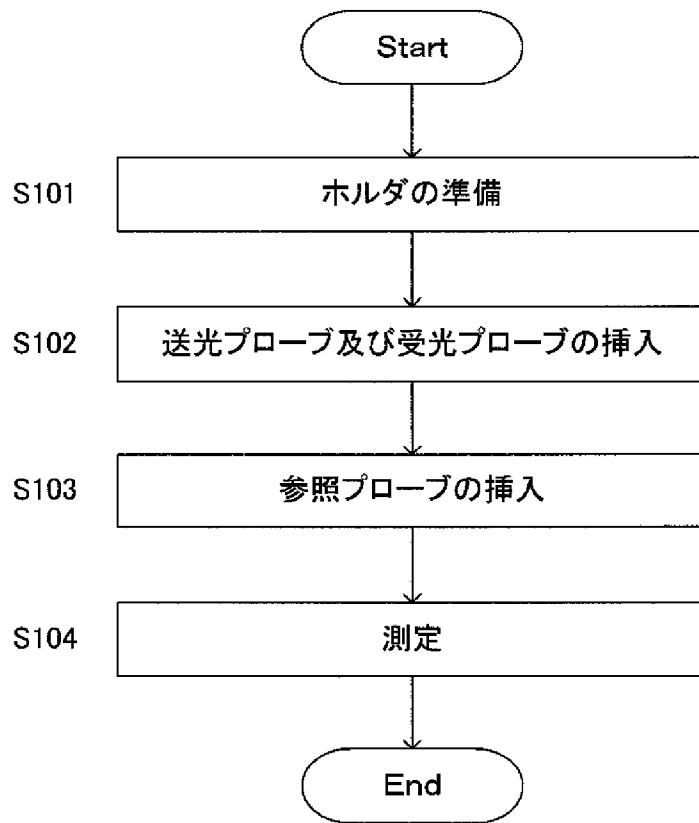 Start
S101 ホルダの準備
S102 送光プローブ及び受光プローブの挿入
S103 参照プローブの挿入
S104 測定
End